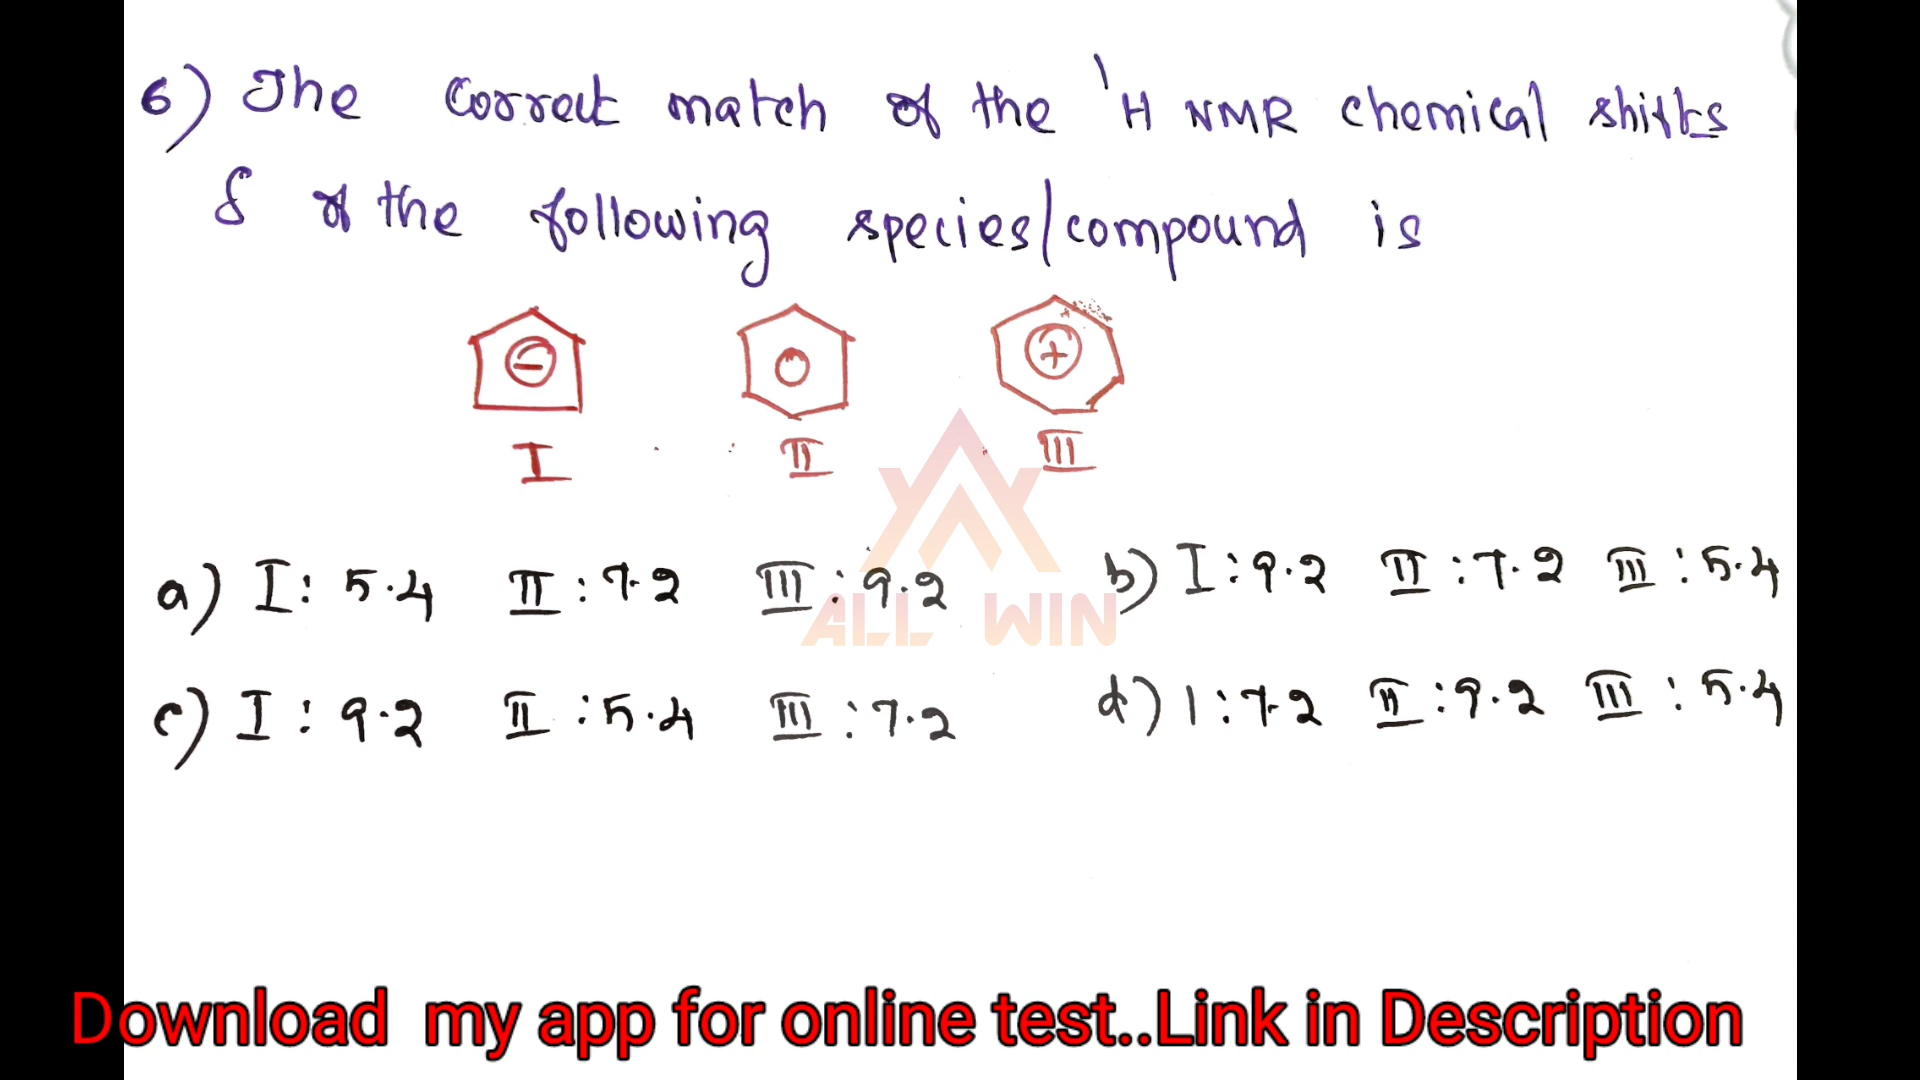 6) The correct match of the ¹H NMR chemical shifts
δ of the following species/compound is
I II III
a) I: 5.4 II: 7.2 III: 9.2 b) I: 9.2 II: 7.2 III: 5.4
c) I: 9.2 II: 5.4 III: 7.2 d) I: 7.2 II: 9.2 III: 5.4
ALL WIN
Download my app for online test..Link in Description